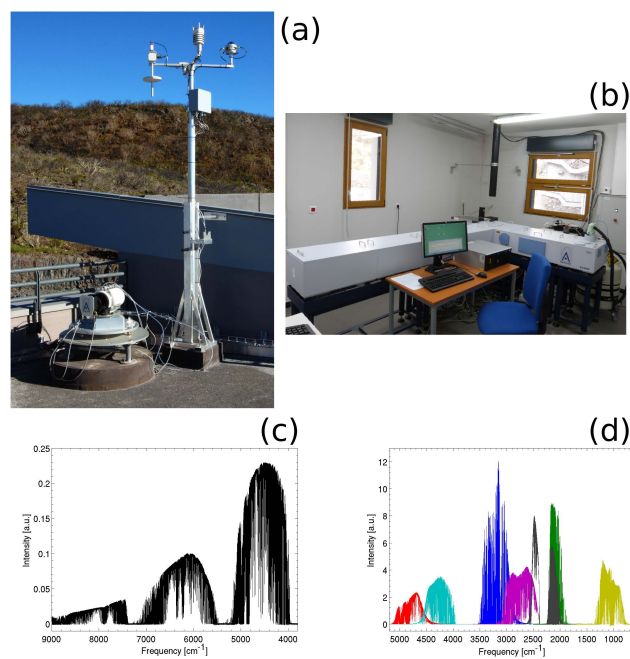 (a)
(b)
(c)
0.25
0.2
0.15
0.1
0.05
0
Intensity [a.u.]
9000 8000 7000 6000 5000 4000
Frequency [cm⁻¹]
(d)
12
10
8
6
4
2
0
Intensity [a.u.]
5000 4500 4000 3500 3000 2500 2000 1500 1000
Frequency [cm⁻¹]